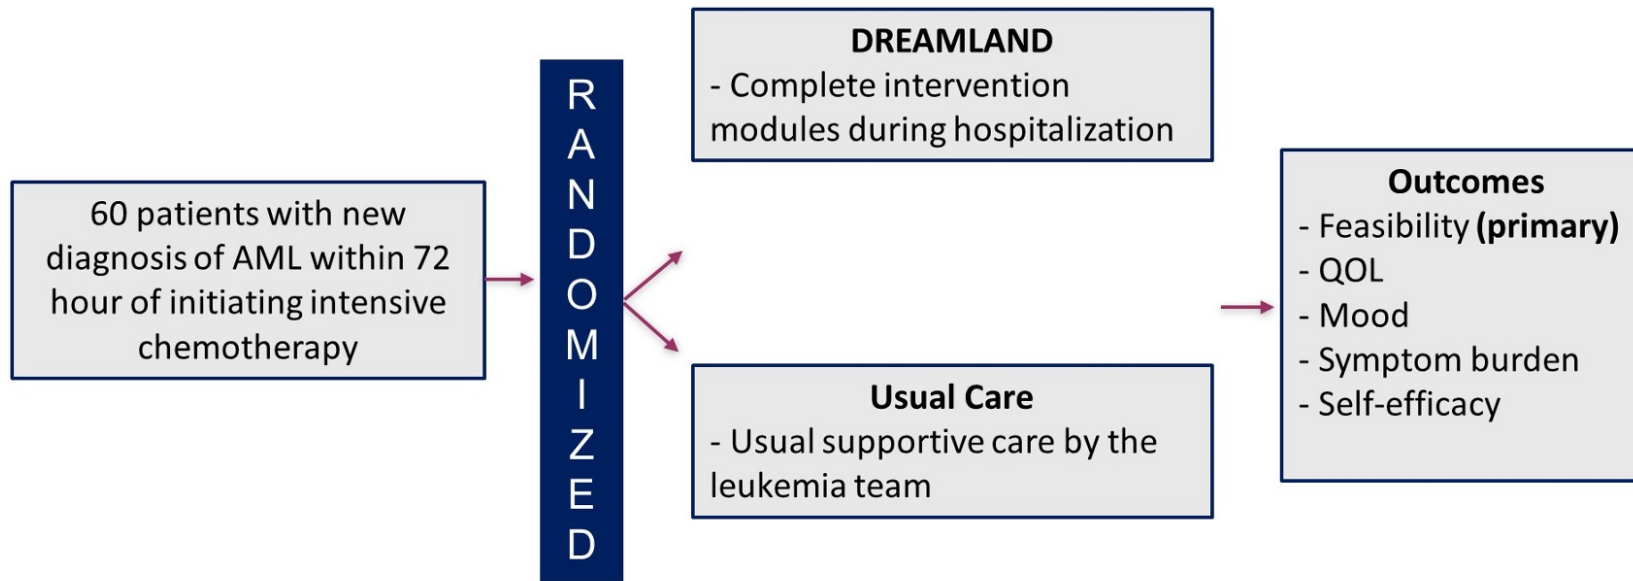 60 patients with new
diagnosis of AML within 72
hour of initiating intensive
chemotherapy
RANDOMIZED
DREAMLAND
- Complete intervention
modules during hospitalization
Usual Care
- Usual supportive care by the
leukemia team
Outcomes
- Feasibility (primary)
- QOL
- Mood
- Symptom burden
- Self-efficacy